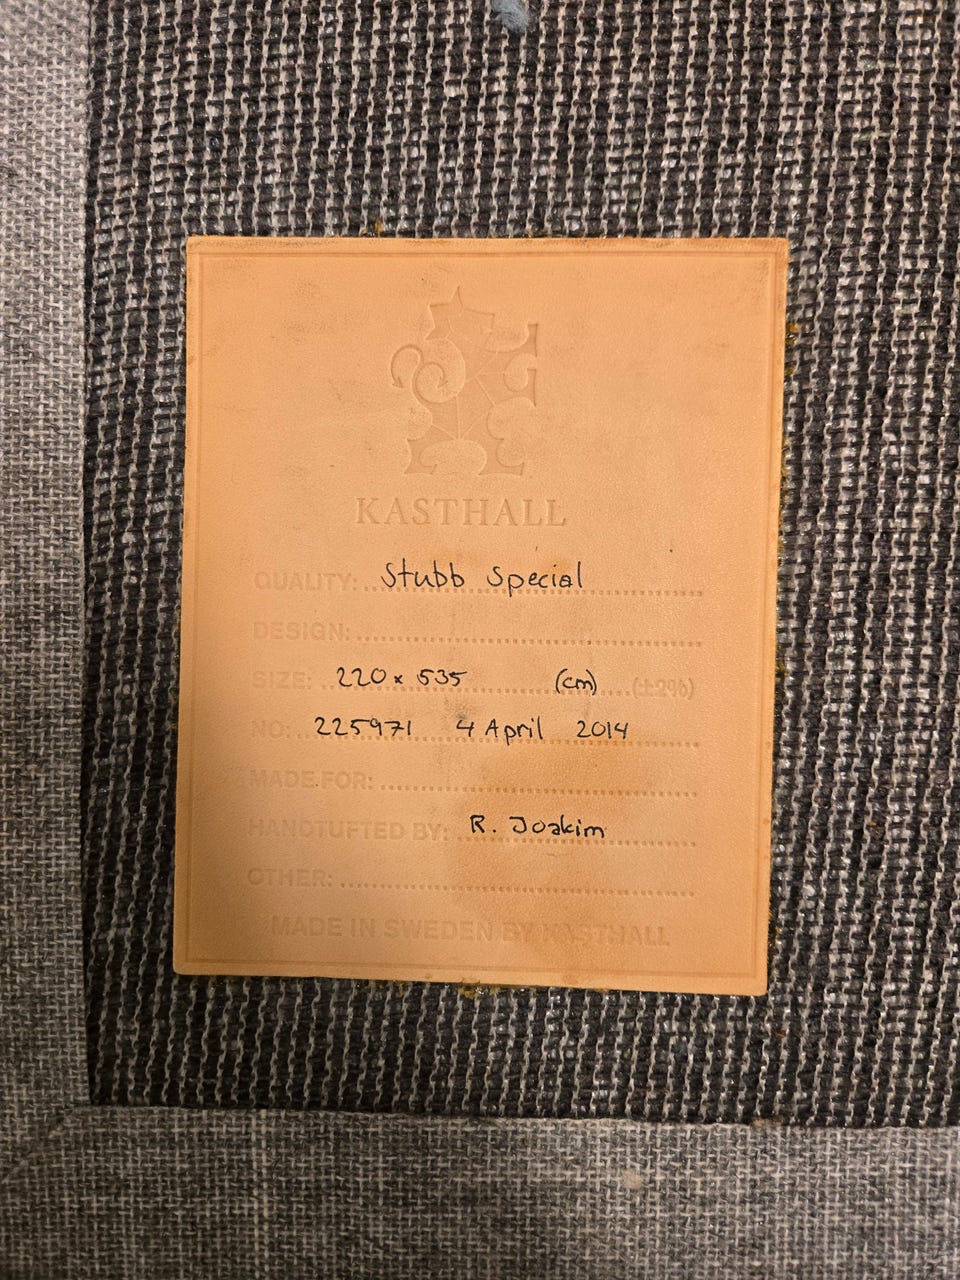 KASTHALL
QUALITY: Stubb Special
DESIGN:
SIZE: 220 x 535 (cm) (±2%)
NO: 225971 4 April 2014
MADE FOR:
HANDTUFTED BY: R. Joakim
OTHER:
MADE IN SWEDEN BY KASTHALL